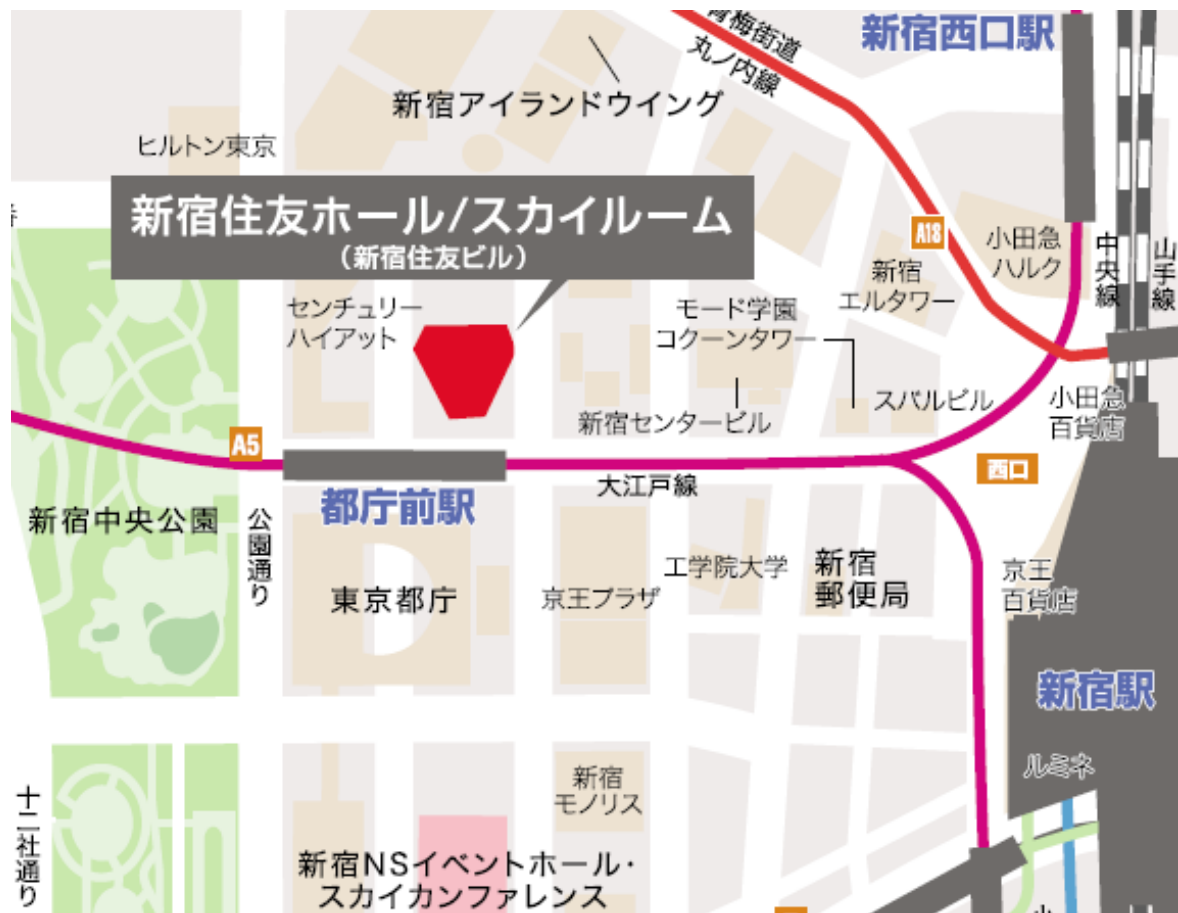 青梅街道
丸ノ内線
新宿西口駅
新宿アイランドウイング
ヒルトン東京
新宿住友ホール/スカイルーム
(新宿住友ビル)
A18
小田急
ハルク
中央線
山手線
新宿
エルタワー
センチュリー
ハイアット
モード学園
コクーンタワー
スバルビル
小田急
百貨店
新宿センタービル
A5
西口
大江戸線
都庁前駅
新宿中央公園
公園通り
東京都庁
京王プラザ
工学院大学
新宿
郵便局
京王
百貨店
新宿駅
ルミネ
新宿
モノリス
十二社通り
新宿NSイベントホール・
スカイカンファレンス